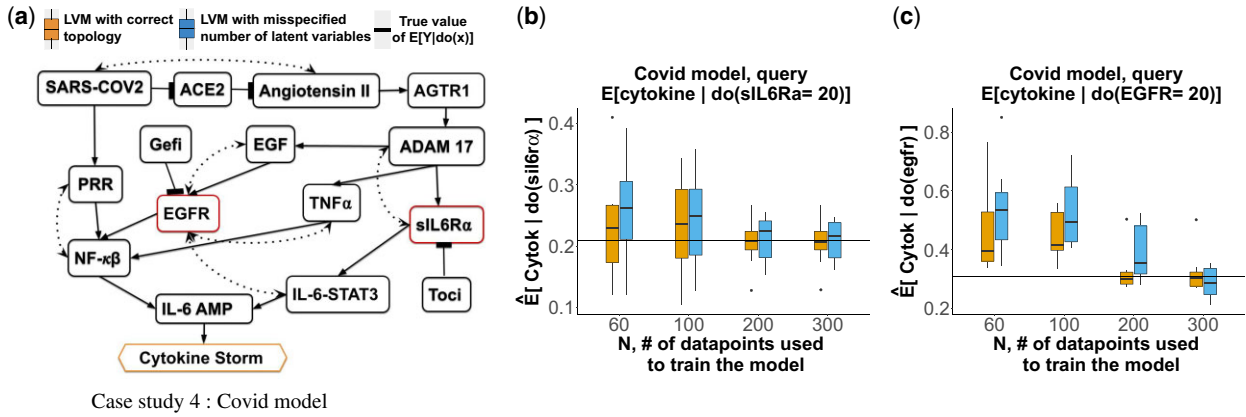 (a)
LVM with correct
topology
LVM with misspecified
number of latent variables
True value
of E[Y|do(x)]
SARS-COV2
ACE2
Angiotensin II
AGTR1
Gefi
EGF
ADAM 17
PRR
EGFR
TNFα
sIL6Rα
NF-κβ
IL-6-STAT3
Toci
IL-6 AMP
Cytokine Storm
Case study 4 : Covid model
(b)
Covid model, query
E[cytokine | do(sIL6Ra= 20)]
Ê[ Cytok | do(sil6rα) ]
0.4
0.3
0.2
0.1
60
100
200
300
N, # of datapoints used
to train the model
(c)
Covid model, query
E[cytokine | do(EGFR= 20)]
Ê[ Cytok | do(egfr) ]
0.8
0.6
0.4
0.2
60
100
200
300
N, # of datapoints used
to train the model